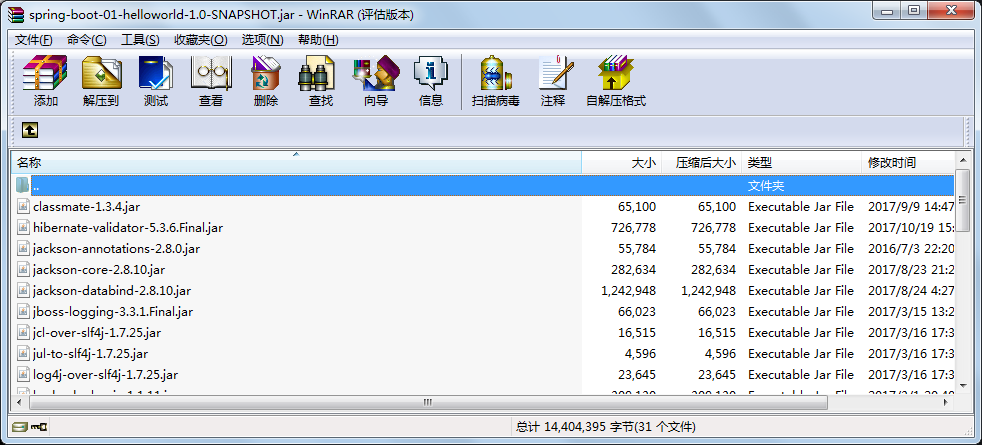 spring-boot-01-helloworld-1.0-SNAPSHOT.jar - WinRAR (评估版本)
文件(F) 命令(C) 工具(S) 收藏夹(O) 选项(N) 帮助(H)
添加 解压到 测试 查看 删除 查找 向导 信息 扫描病毒 注释 自解压格式
名称 大小 压缩后大小 类型 修改时间
.. 文件夹
classmate-1.3.4.jar 65,100 65,100 Executable Jar File 2017/9/9 14:47
hibernate-validator-5.3.6.Final.jar 726,778 726,778 Executable Jar File 2017/10/19 15:
jackson-annotations-2.8.0.jar 55,784 55,784 Executable Jar File 2016/7/3 22:20
jackson-core-2.8.10.jar 282,634 282,634 Executable Jar File 2017/8/23 21:2
jackson-databind-2.8.10.jar 1,242,948 1,242,948 Executable Jar File 2017/8/24 4:27
jboss-logging-3.3.1.Final.jar 66,023 66,023 Executable Jar File 2017/3/15 13:2
jcl-over-slf4j-1.7.25.jar 16,515 16,515 Executable Jar File 2017/3/16 17:3
jul-to-slf4j-1.7.25.jar 4,596 4,596 Executable Jar File 2017/3/16 17:3
log4j-over-slf4j-1.7.25.jar 23,645 23,645 Executable Jar File 2017/3/16 17:3
总计 14,404,395 字节(31 个文件)